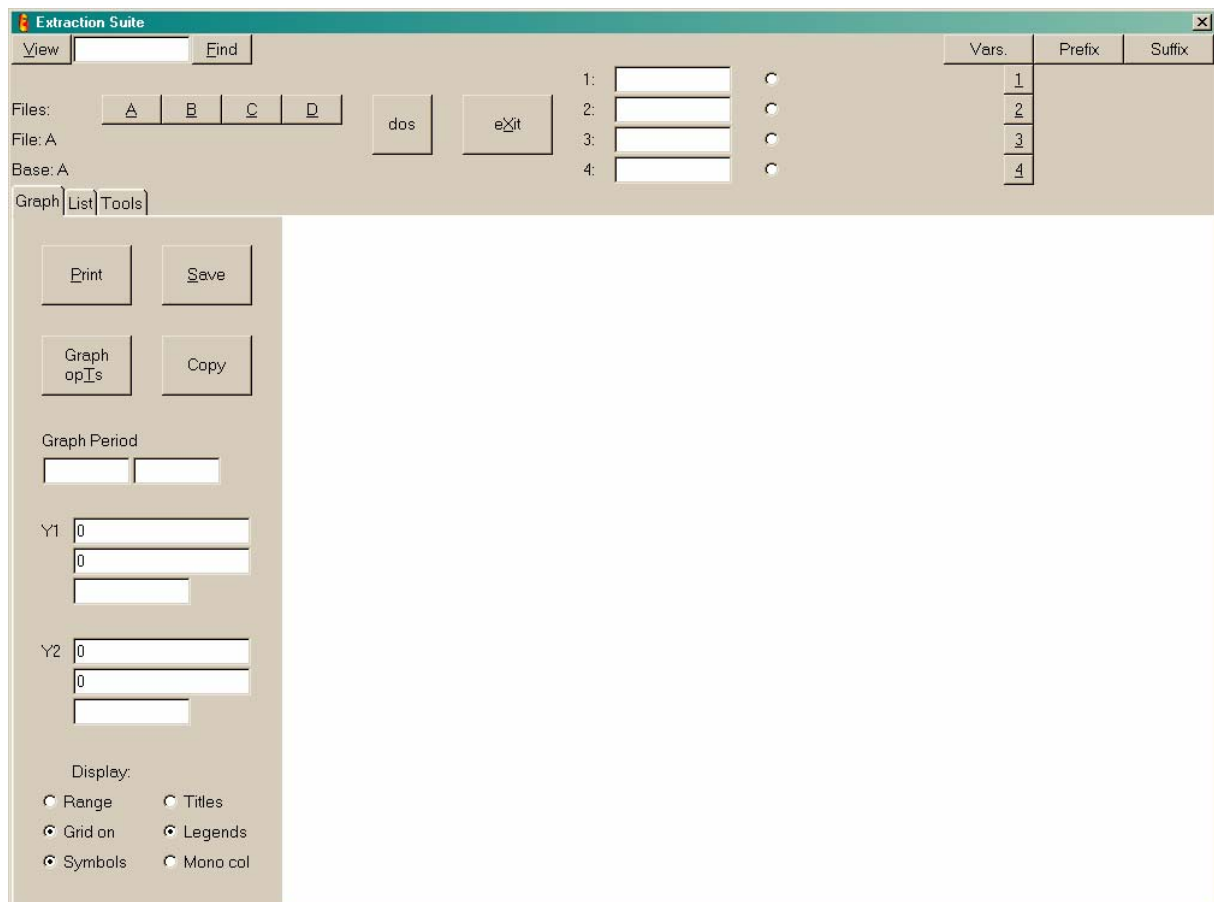 Extraction Suite
View Find Vars. Prefix Suffix
1: 1
Files: A B C D dos eXit 2: 2
File: A 3: 3
Base: A 4: 4
Graph List Tools
Print Save
Graph
opTs Copy
Graph Period
Y1 0
0
Y2 0
0
Display:
Range Titles
Grid on Legends
Symbols Mono col